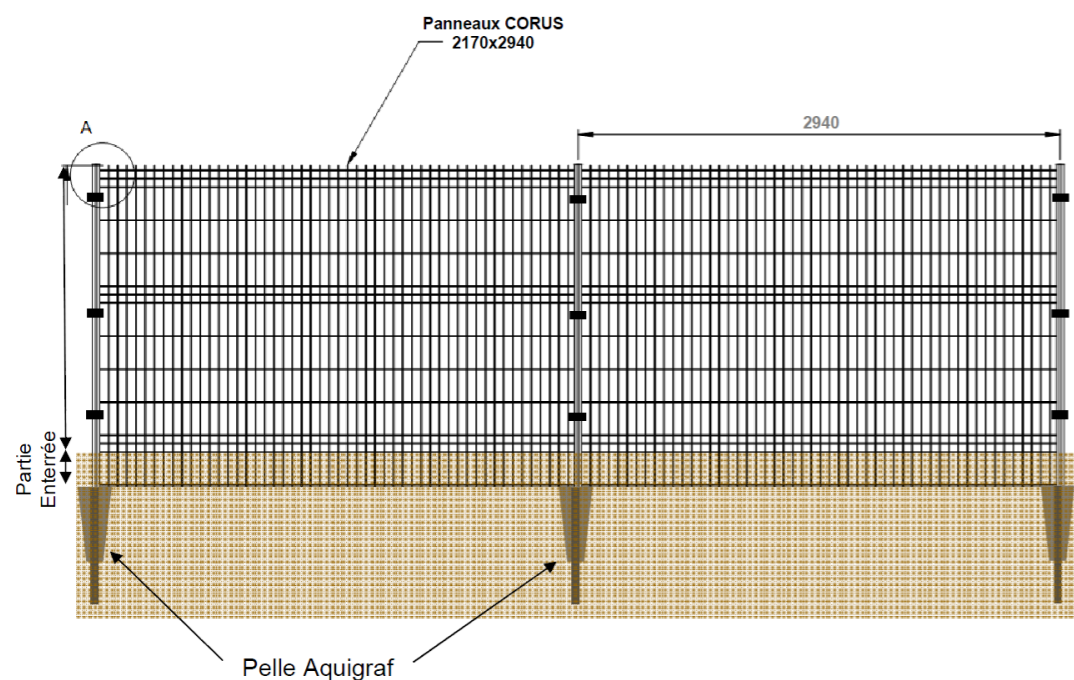 Panneaux CORUS
2170x2940
A
2940
Partie
Enterrée
Pelle Aquigraf